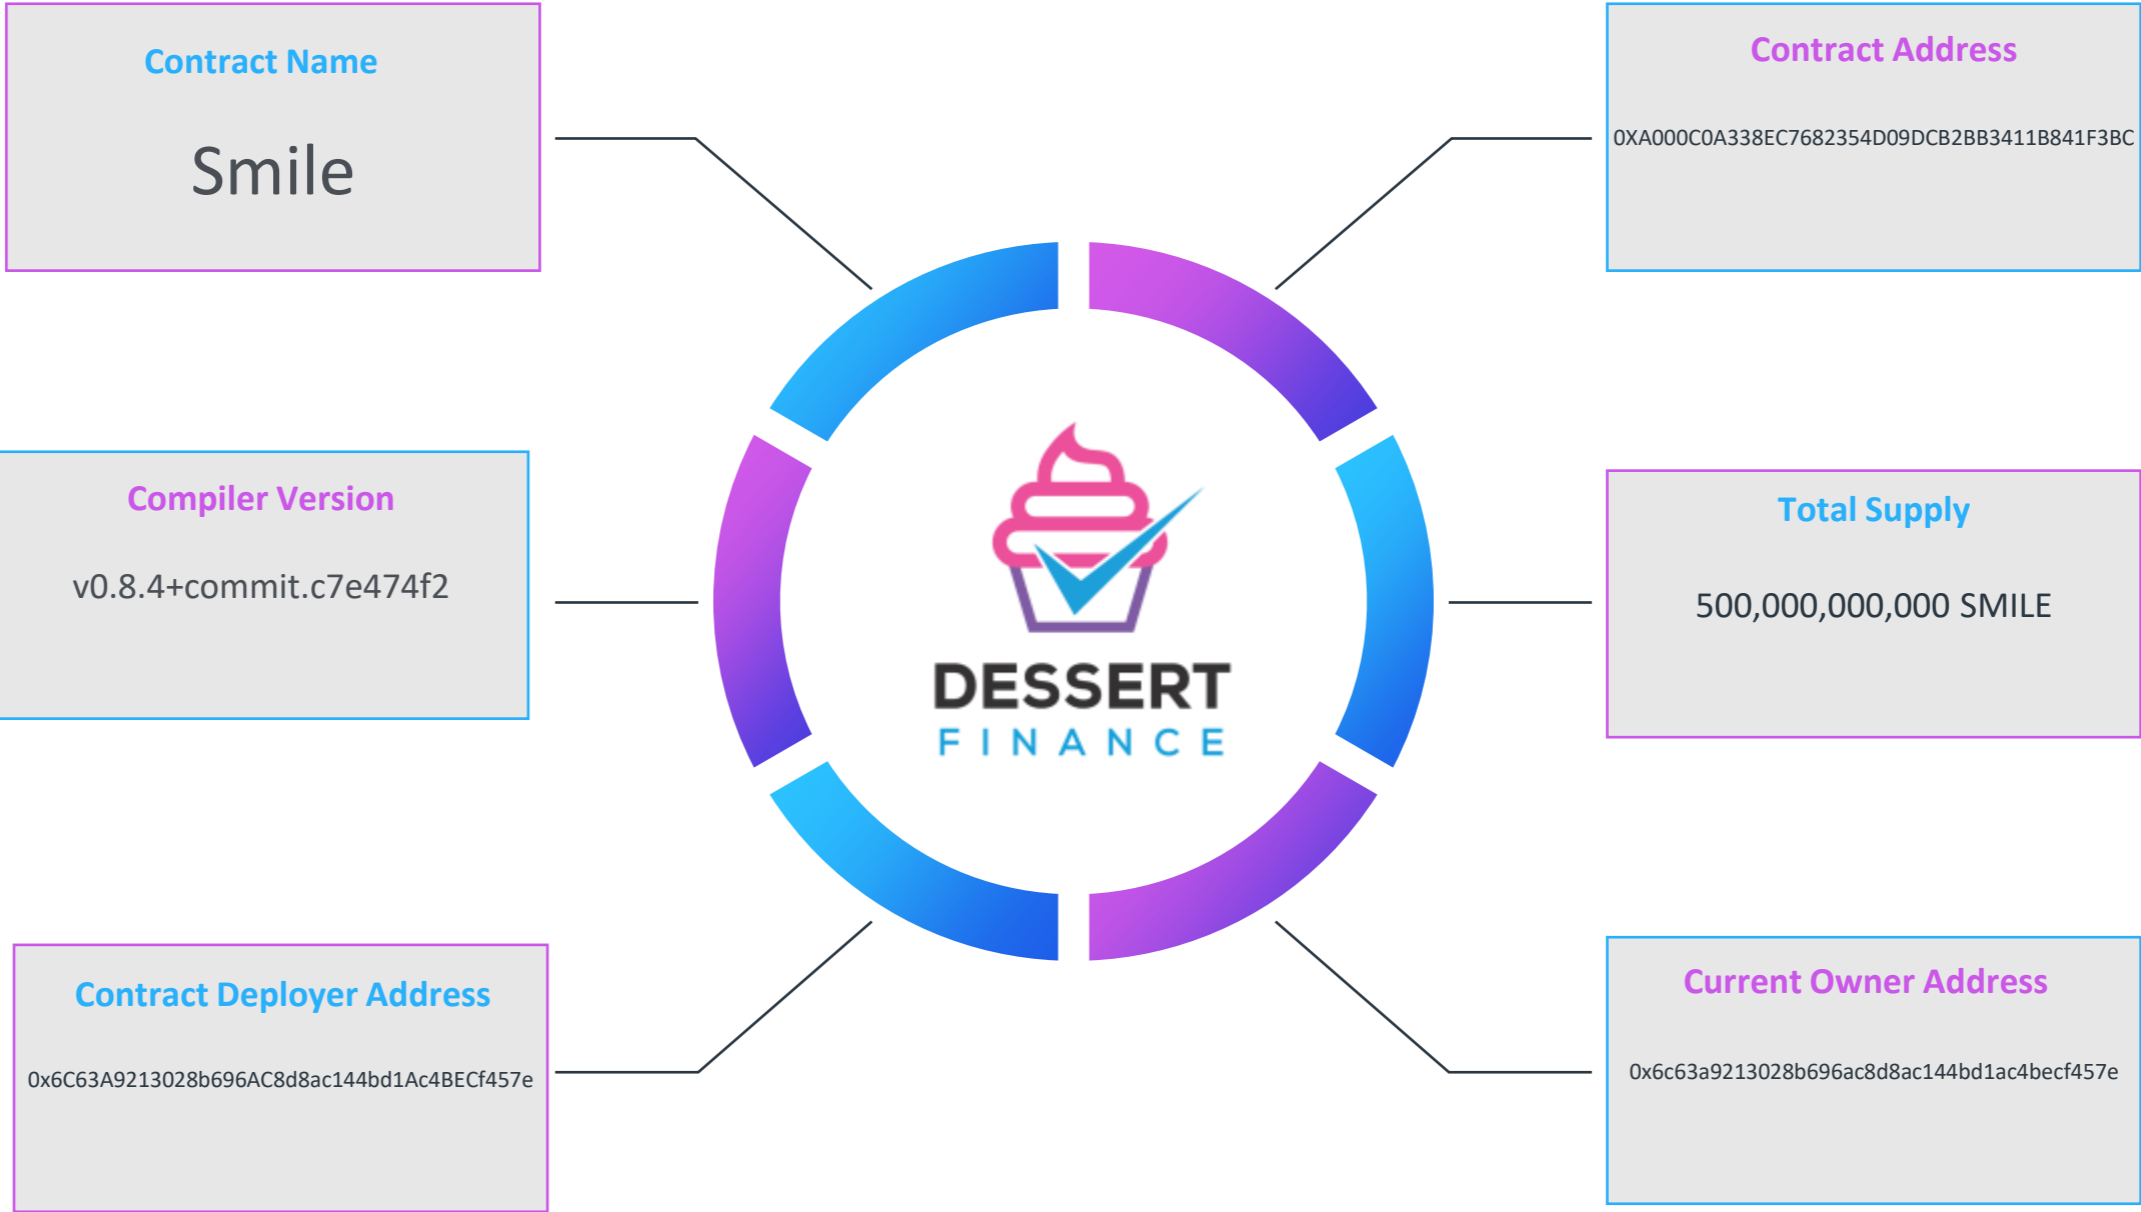 Contract Name
Smile
Contract Address
0XA000C0A338EC7682354D09DCB2BB3411B841F3BC
Compiler Version
v0.8.4+commit.c7e474f2
Total Supply
500,000,000,000 SMILE
DESSERT
FINANCE
Contract Deployer Address
0x6C63A9213028b696AC8d8ac144bd1Ac4BECf457e
Current Owner Address
0x6c63a9213028b696ac8d8ac144bd1ac4becf457e